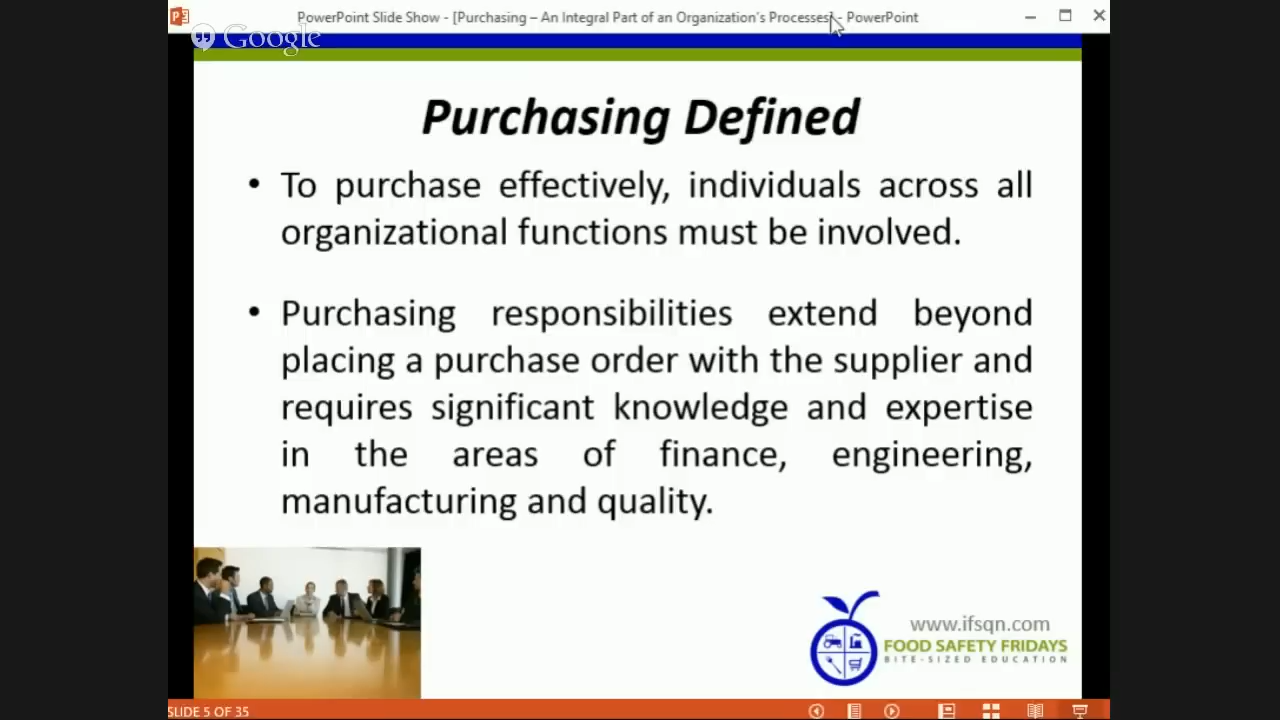 PowerPoint Slide Show - [Purchasing – An Integral Part of an Organization's Processes] - PowerPoint
Google
Purchasing Defined
• To purchase effectively, individuals across all
organizational functions must be involved.
• Purchasing responsibilities extend beyond
placing a purchase order with the supplier and
requires significant knowledge and expertise
in the areas of finance, engineering,
manufacturing and quality.
www.ifsqn.com
FOOD SAFETY FRIDAYS
BITE-SIZED EDUCATION
SLIDE 5 OF 35